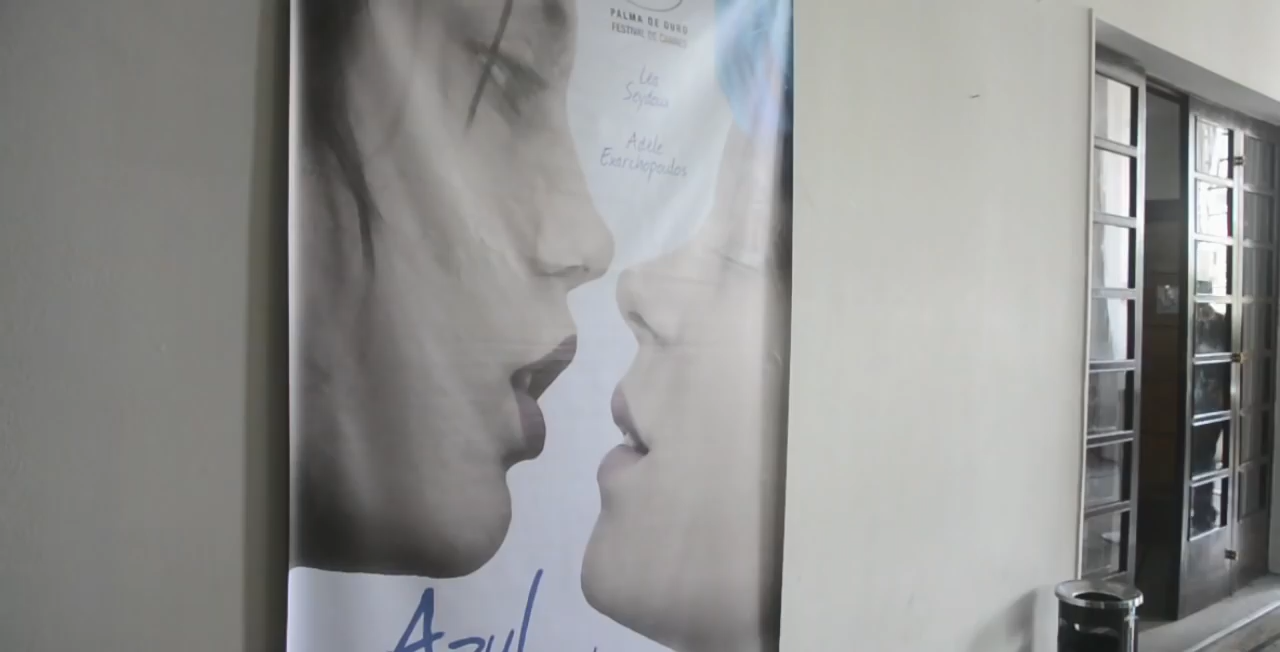 PALMA DE OURO
FESTIVAL DE CANNES
Léa
Seydoux
Adèle
Exarchopoulos
Azul